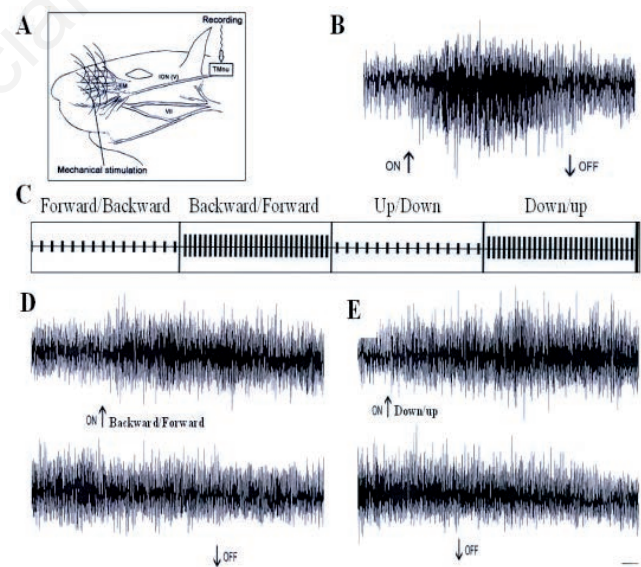 A
Recording
ION (V)
TMnu
EM
VII
Mechanical stimulation
B
ON
OFF
C
Forward/Backward
Backward/Forward
Up/Down
Down/up
D
ON
Backward/Forward
OFF
E
ON
Down/up
OFF